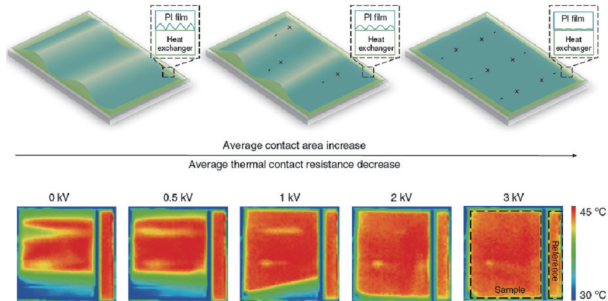 PI film
Heat
exchanger
PI film
Heat
exchanger
PI film
Heat
exchanger
Average contact area increase
Average thermal contact resistance decrease
0 kV
0.5 kV
1 kV
2 kV
3 kV
45 °C
Reference
Sample
30 °C